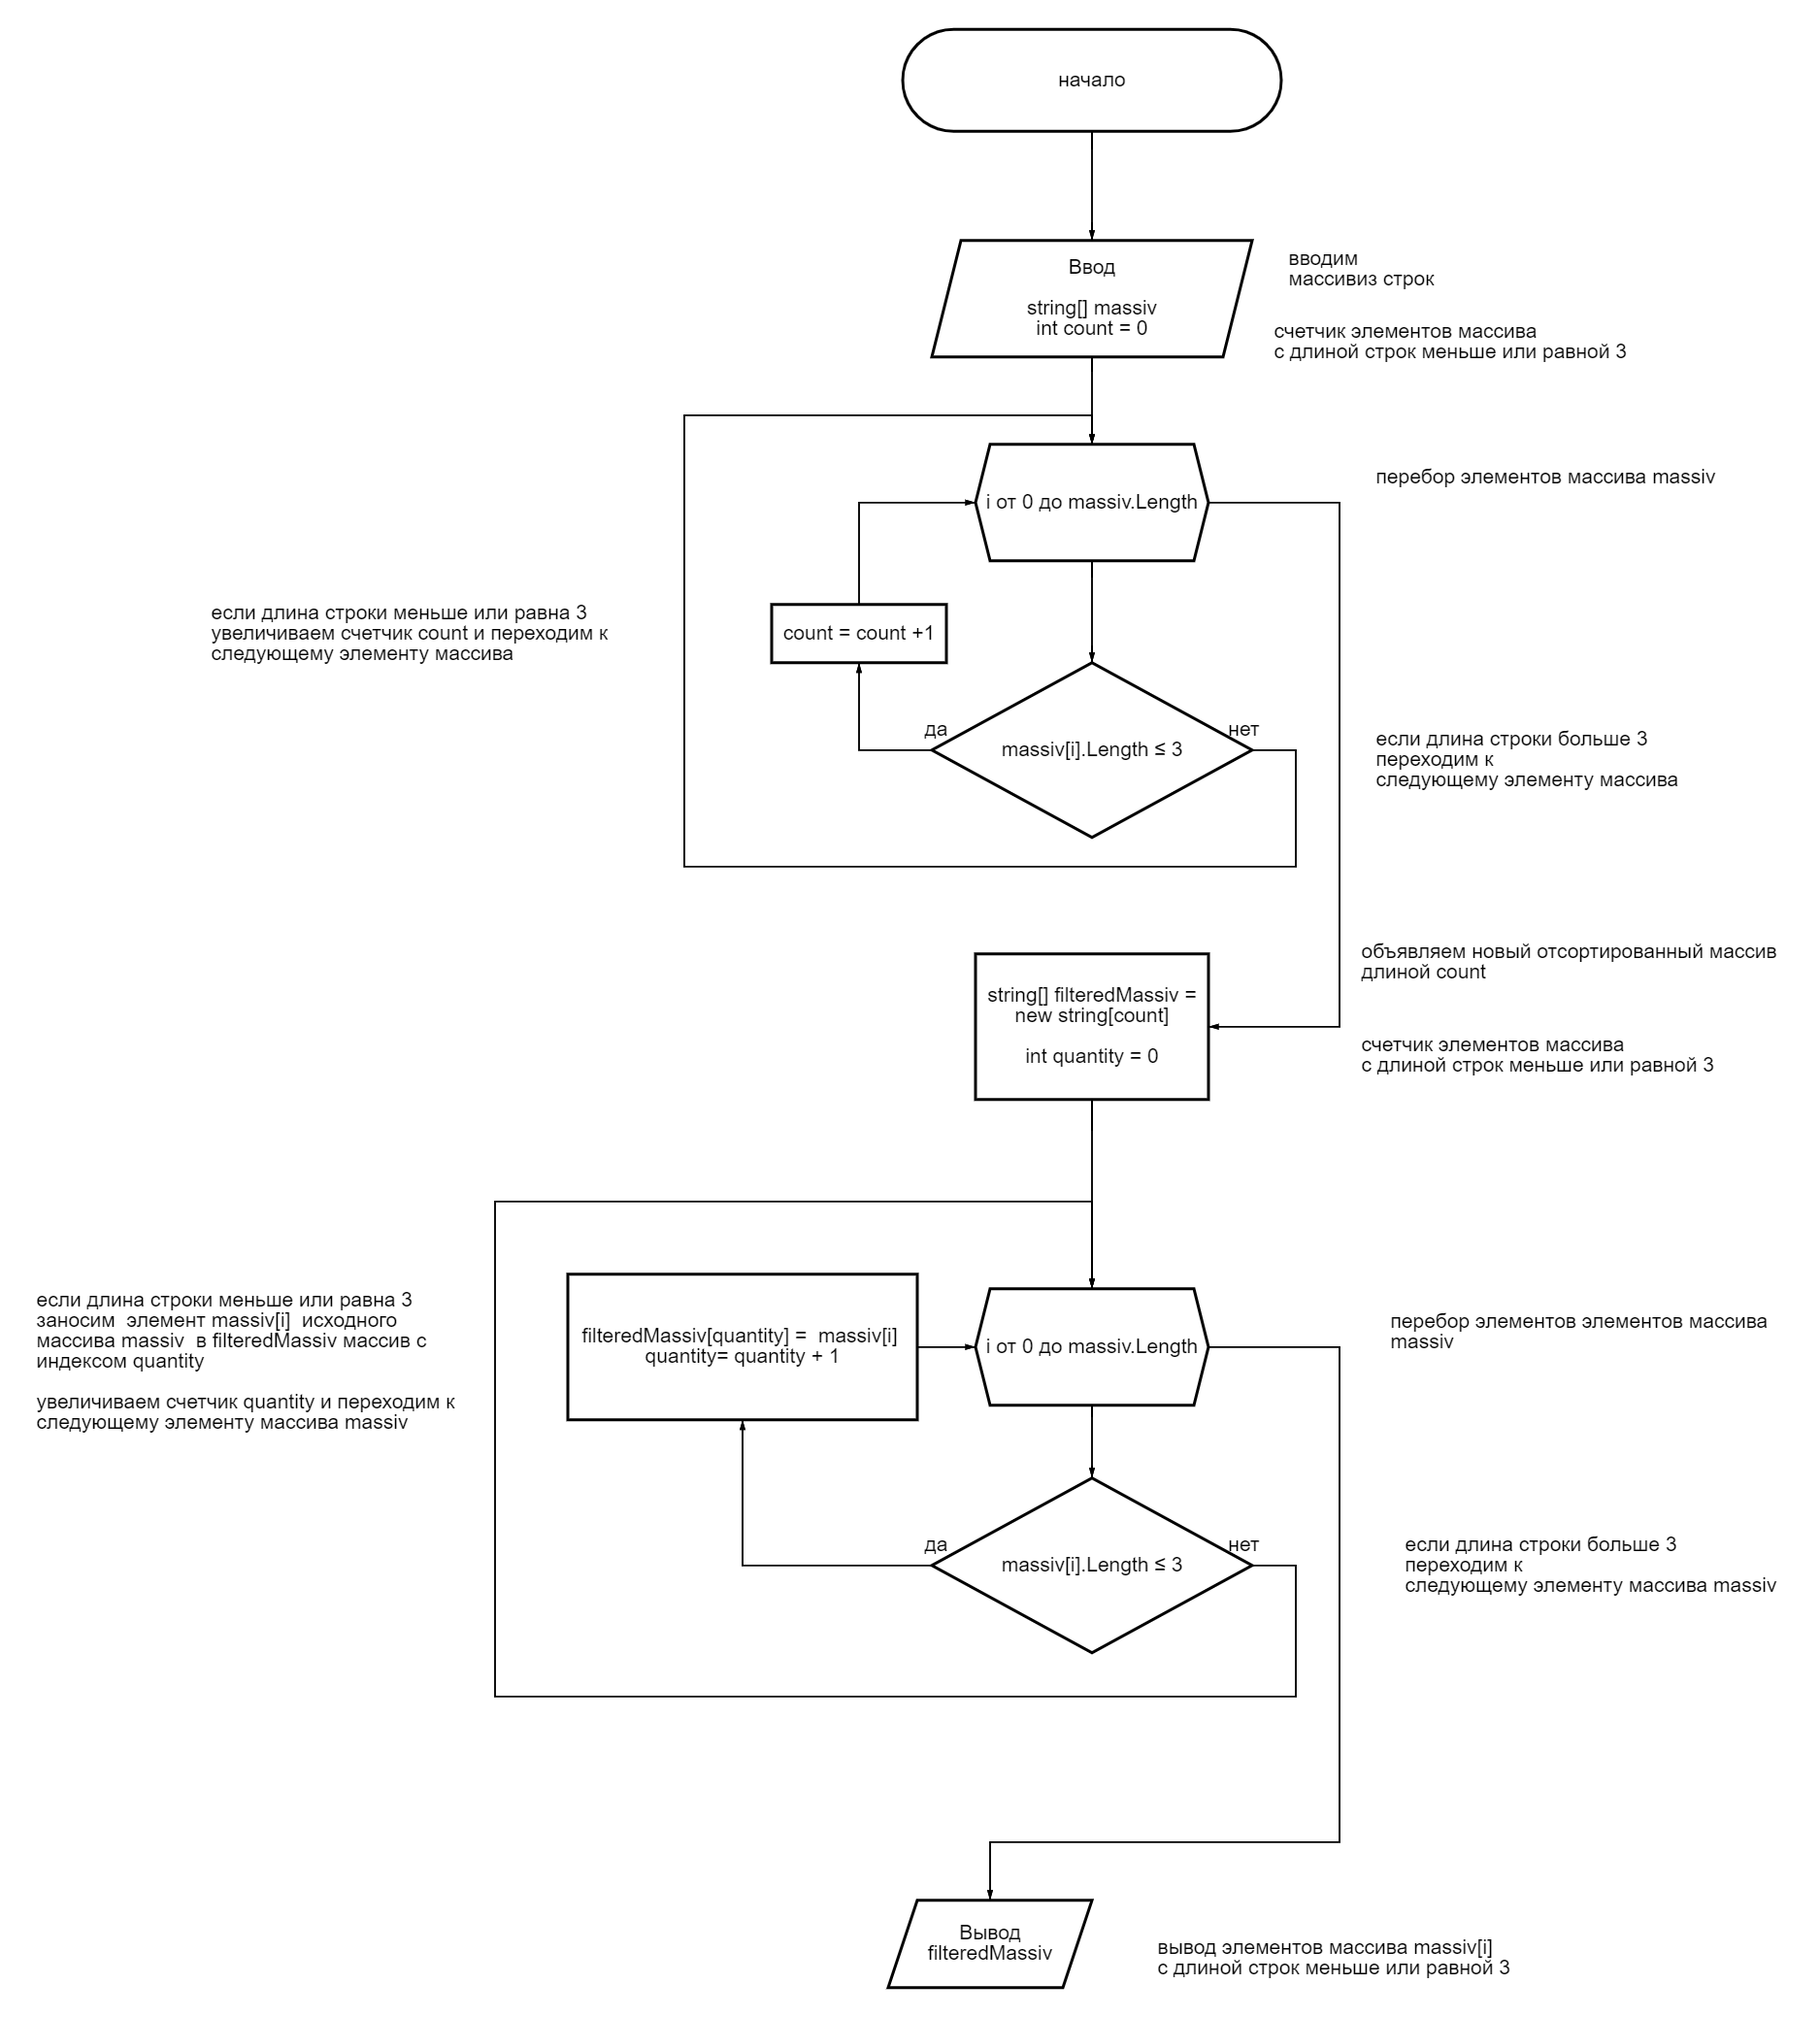 начало
Ввод
string[] massiv
int count = 0
вводим
массивиз строк
счетчик элементов массива
с длиной строк меньше или равной 3
i от 0 до massiv.Length
перебор элементов массива massiv
count = count +1
если длина строки меньше или равна 3
увеличиваем счетчик count и переходим к
следующему элементу массива
да
нет
massiv[i].Length ≤ 3
если длина строки больше 3
переходим к
следующему элементу массива
string[] filteredMassiv =
new string[count]
int quantity = 0
объявляем новый отсортированный массив
длиной count
счетчик элементов массива
с длиной строк меньше или равной 3
если длина строки меньше или равна 3
заносим  элемент massiv[i]  исходного
массива massiv  в filteredMassiv массив с
индексом quantity
увеличиваем счетчик quantity и переходим к
следующему элементу массива massiv
filteredMassiv[quantity] =  massiv[i]
quantity= quantity + 1
i от 0 до massiv.Length
перебор элементов элементов массива
massiv
да
нет
massiv[i].Length ≤ 3
если длина строки больше 3
переходим к
следующему элементу массива massiv
Вывод
filteredMassiv
вывод элементов массива massiv[i]
с длиной строк меньше или равной 3